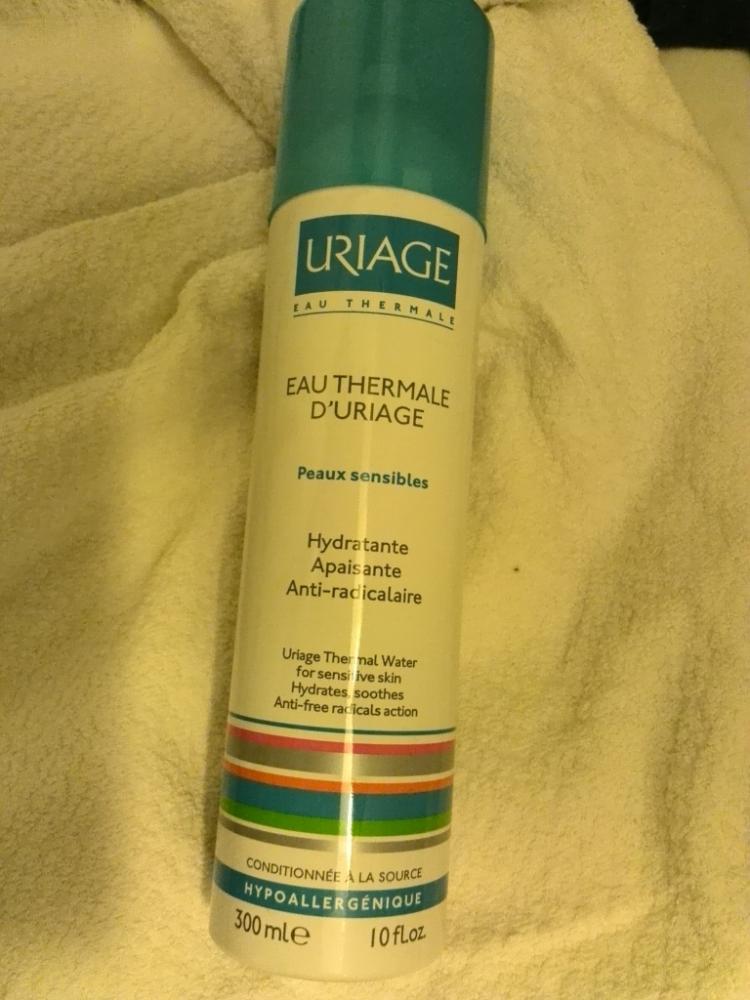 URIAGE
EAU THERMALE
EAU THERMALE
D'URIAGE
Peaux sensibles
Hydratante
Apaisante
Anti-radicalaire
Uriage Thermal Water
for sensitive skin
Hydrates, soothes
Anti-free radicals action
CONDITIONNÉE À LA SOURCE
HYPOALLERGÉNIQUE
300 ml℮ 10 fl.oz.